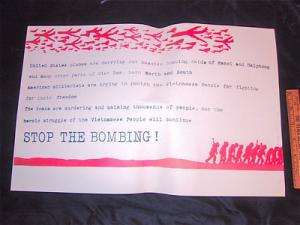 United States planes are carrying out massive bombing raids of Hanoi and Haiphong
and many other parts of Viet Nam, both North and South
American militarists are trying to punish the Vietnamese People for fighting
for their freedom
The bombs are murdering and maiming thousands of people, but the
heroic struggle of the Vietnamese People will continue
STOP THE BOMBING!